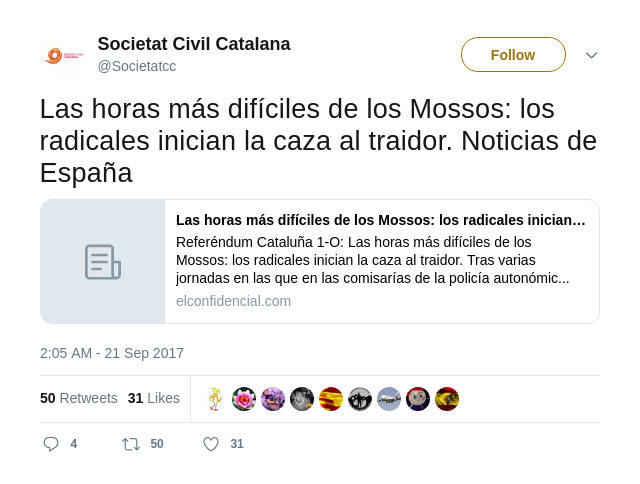 Societat Civil Catalana
@Societatcc
Follow
Las horas más difíciles de los Mossos: los
radicales inician la caza al traidor. Noticias de
España
Las horas más difíciles de los Mossos: los radicales inician…
Referéndum Cataluña 1-O: Las horas más difíciles de los
Mossos: los radicales inician la caza al traidor. Tras varias
jornadas en las que en las comisarías de la policía autonómic...
elconfidencial.com
2:05 AM - 21 Sep 2017
50 Retweets 31 Likes
4 50 31